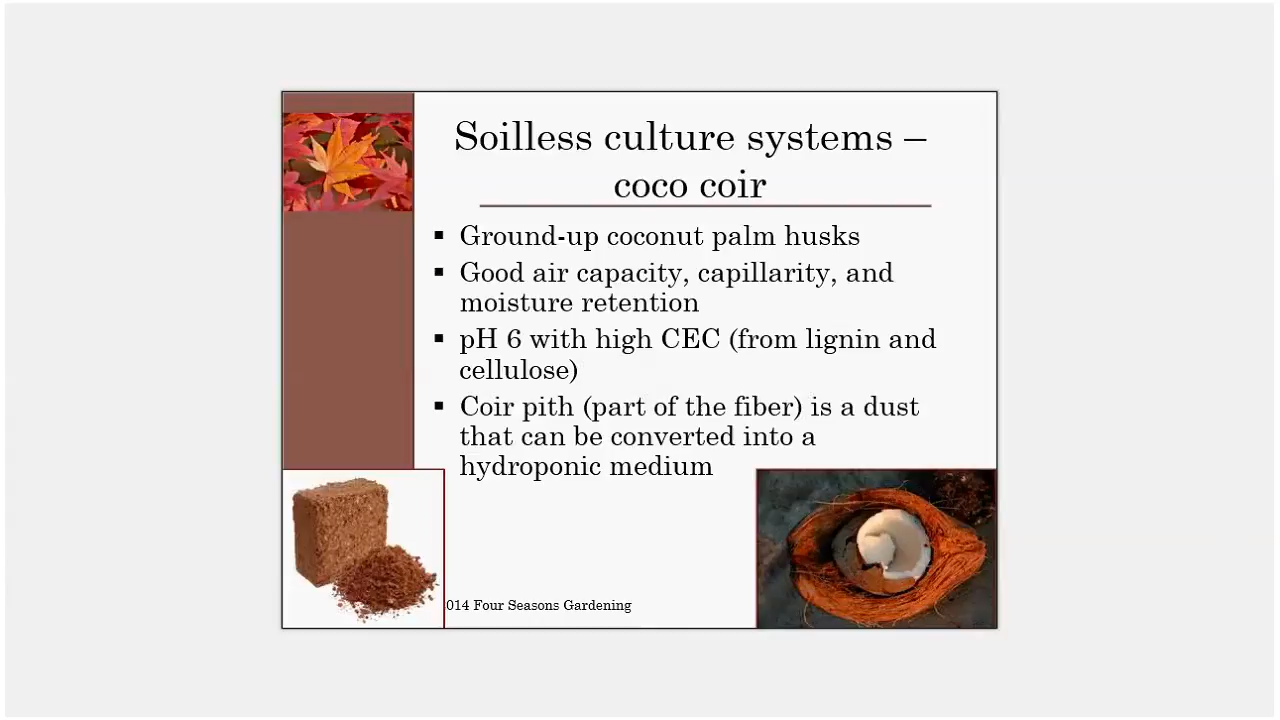 Soilless culture systems –
coco coir
▪ Ground-up coconut palm husks
▪ Good air capacity, capillarity, and
moisture retention
▪ pH 6 with high CEC (from lignin and
cellulose)
▪ Coir pith (part of the fiber) is a dust
that can be converted into a
hydroponic medium
014 Four Seasons Gardening